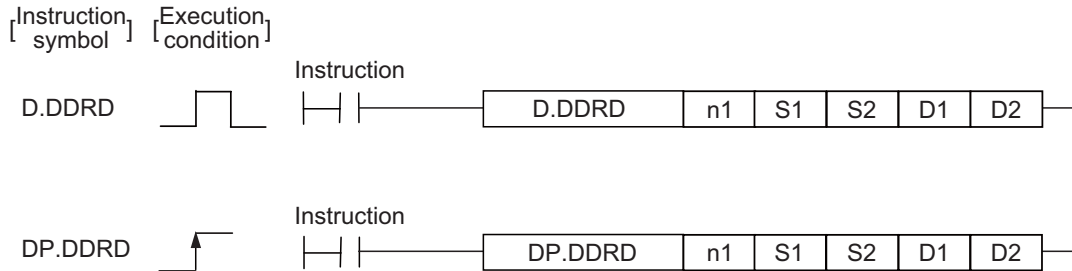 [Instruction symbol] [Execution condition]
Instruction
D.DDRD D.DDRD n1 S1 S2 D1 D2
Instruction
DP.DDRD DP.DDRD n1 S1 S2 D1 D2